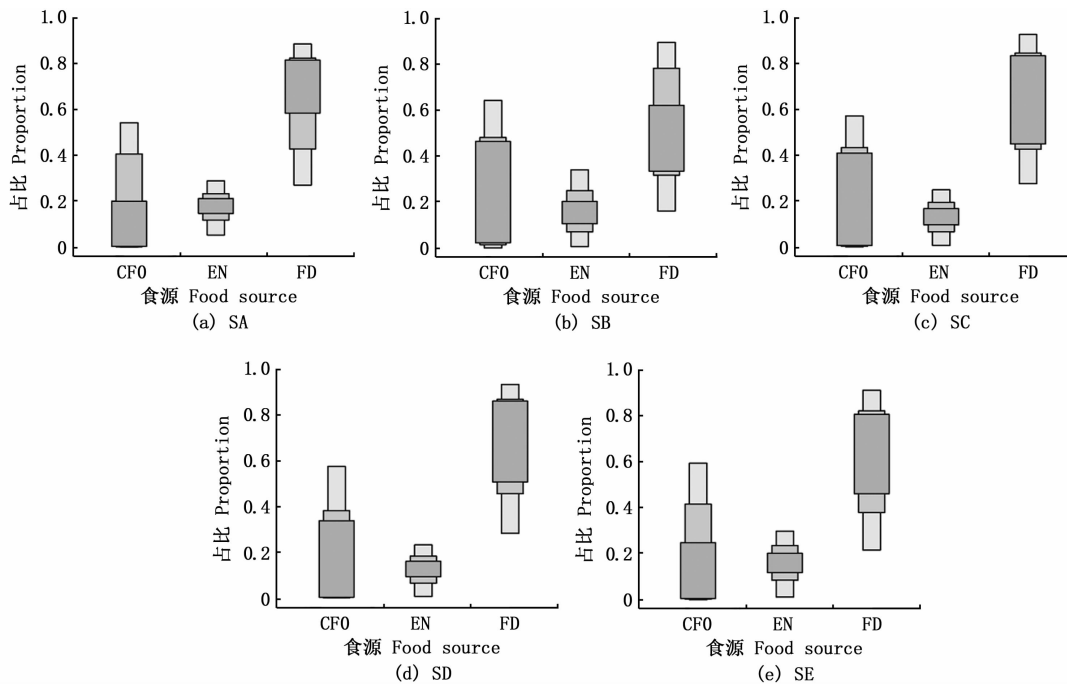 1.0
0.8
0.6
0.4
0.2
0
占比 Proportion
CFO EN FD
食源 Food source
(a) SA
1.0
0.8
0.6
0.4
0.2
0
占比 Proportion
CFO EN FD
食源 Food source
(b) SB
1.0
0.8
0.6
0.4
0.2
0
占比 Proportion
CFO EN FD
食源 Food source
(c) SC
1.0
0.8
0.6
0.4
0.2
0
占比 Proportion
CFO EN FD
食源 Food source
(d) SD
1.0
0.8
0.6
0.4
0.2
0
占比 Proportion
CFO EN FD
食源 Food source
(e) SE